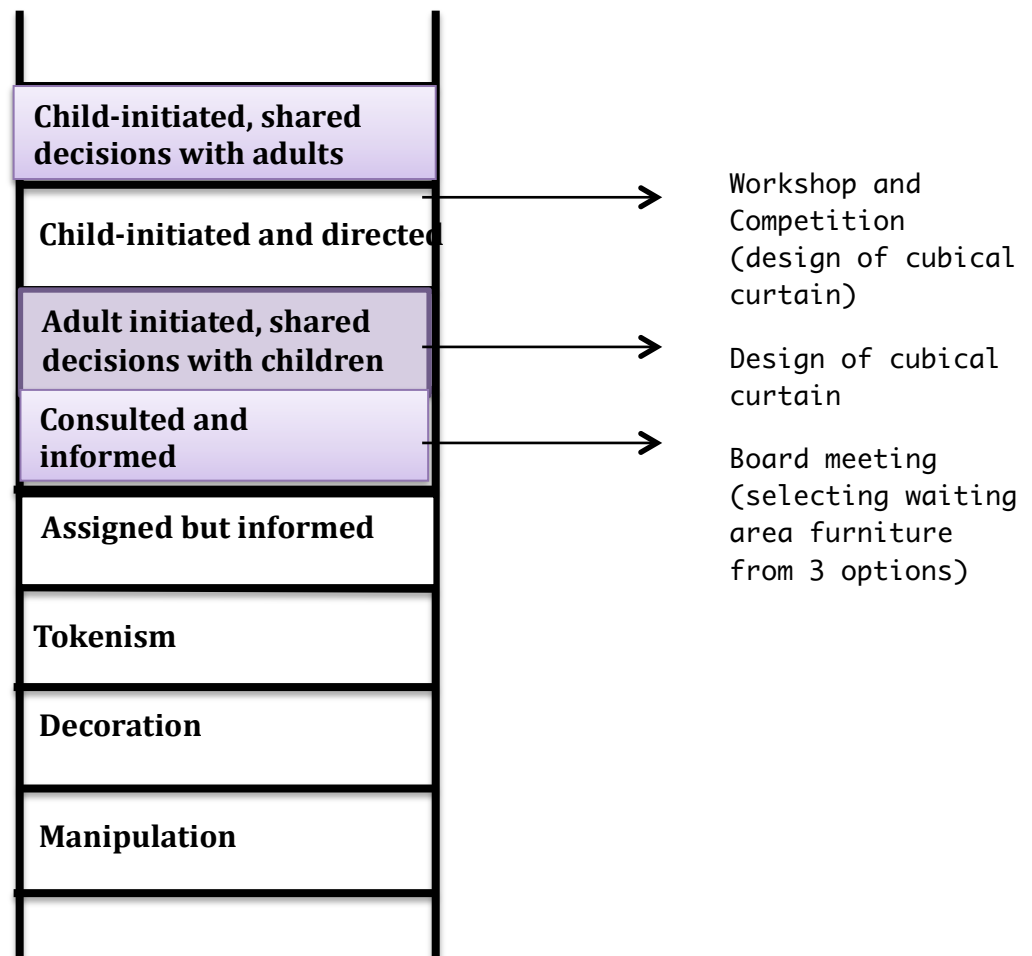 Child-initiated, shared
decisions with adults
Child-initiated and directed
Adult initiated, shared
decisions with children
Consulted and
informed
Assigned but informed
Tokenism
Decoration
Manipulation
Workshop and
Competition
(design of cubical
curtain)
Design of cubical
curtain
Board meeting
(selecting waiting
area furniture
from 3 options)